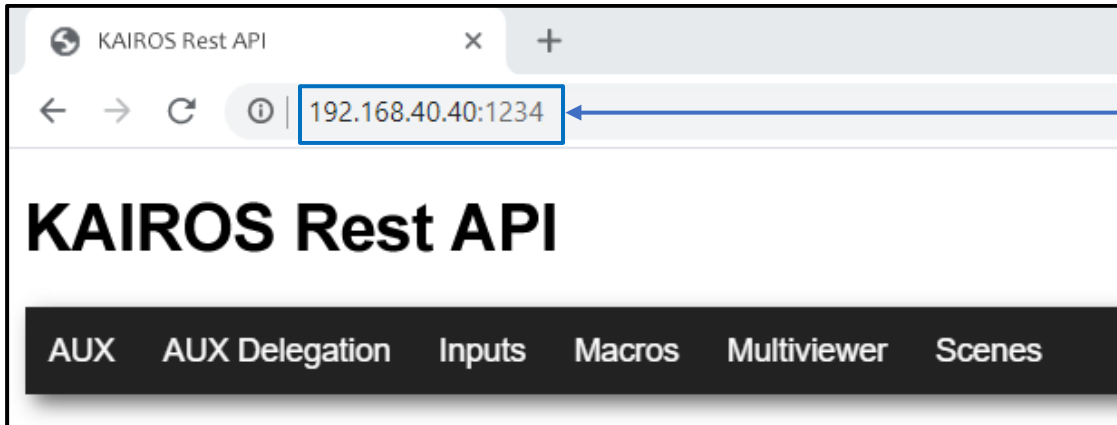 KAIROS Rest API
192.168.40.40:1234
KAIROS Rest API
AUX AUX Delegation Inputs Macros Multiviewer Scenes